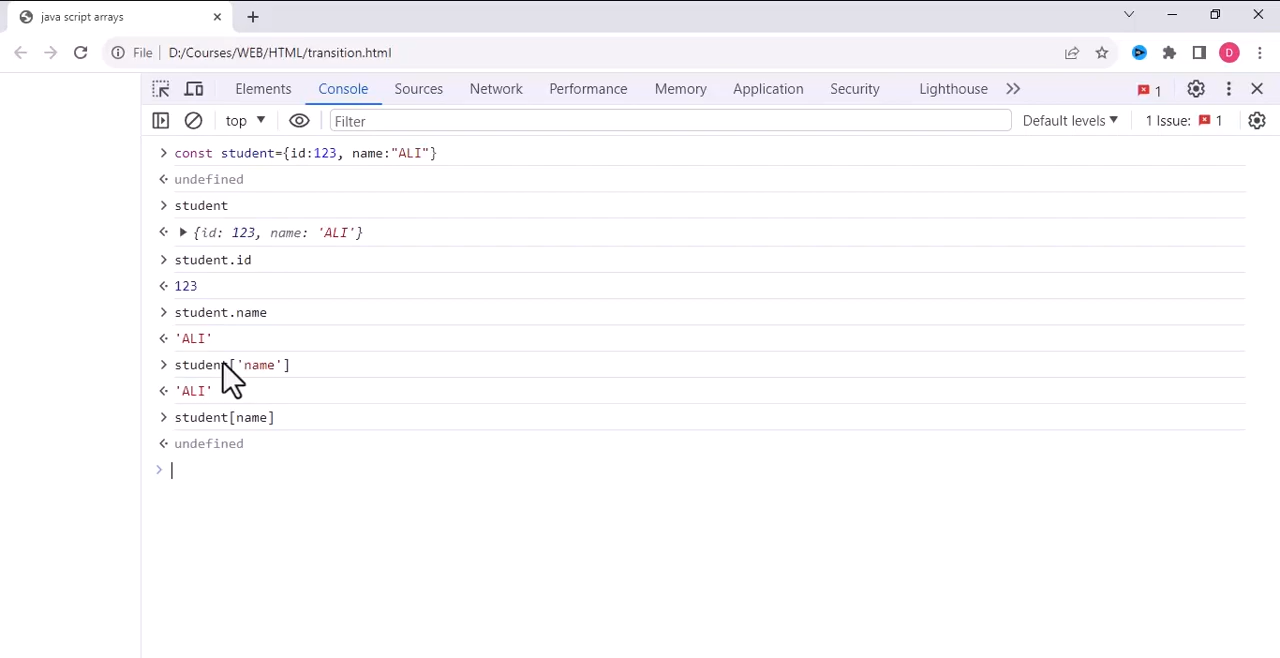 java script arrays
File D:/Courses/WEB/HTML/transition.html D
Elements Console Sources Network Performance Memory Application Security Lighthouse 1
top Filter Default levels 1 Issue: 1
const student={id:123, name:"ALI"}
undefined
student
{id: 123, name: 'ALI'}
student.id
123
student.name
'ALI'
student['name']
'ALI'
student[name]
undefined